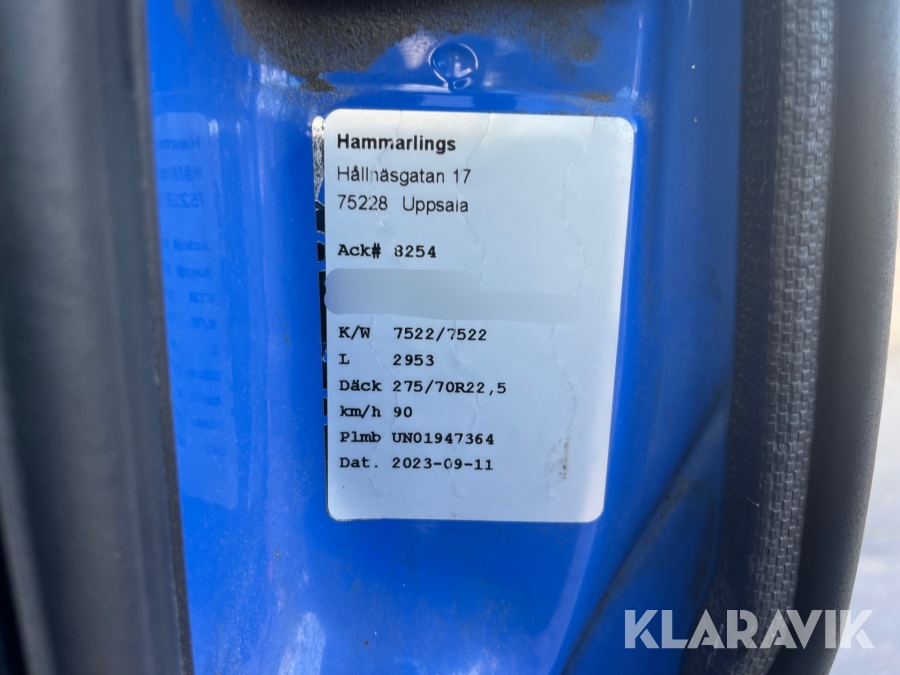 Hammarlings
Hållnäsgatan 17
75228 Uppsala
Ack# 8254
K/W 7522/7522
L 2953
Däck 275/70R22,5
km/h 90
Plmb UN01947364
Dat. 2023-09-11
KLARAVIK